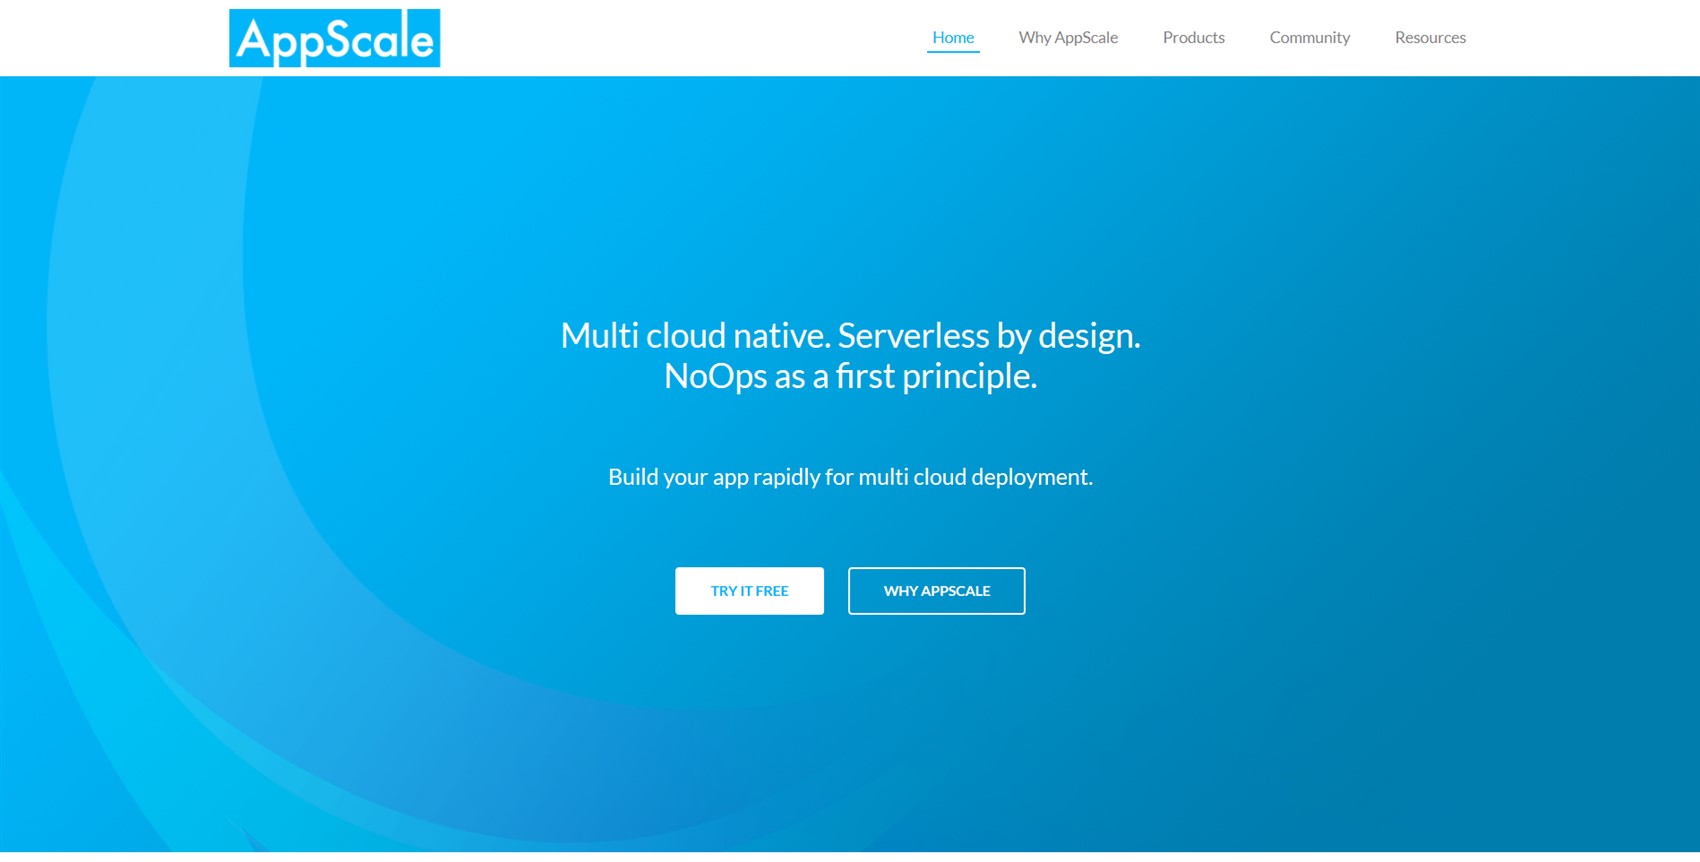 AppScale
Home Why AppScale Products Community Resources
Multi cloud native. Serverless by design.
NoOps as a first principle.
Build your app rapidly for multi cloud deployment.
TRY IT FREE WHY APPSCALE